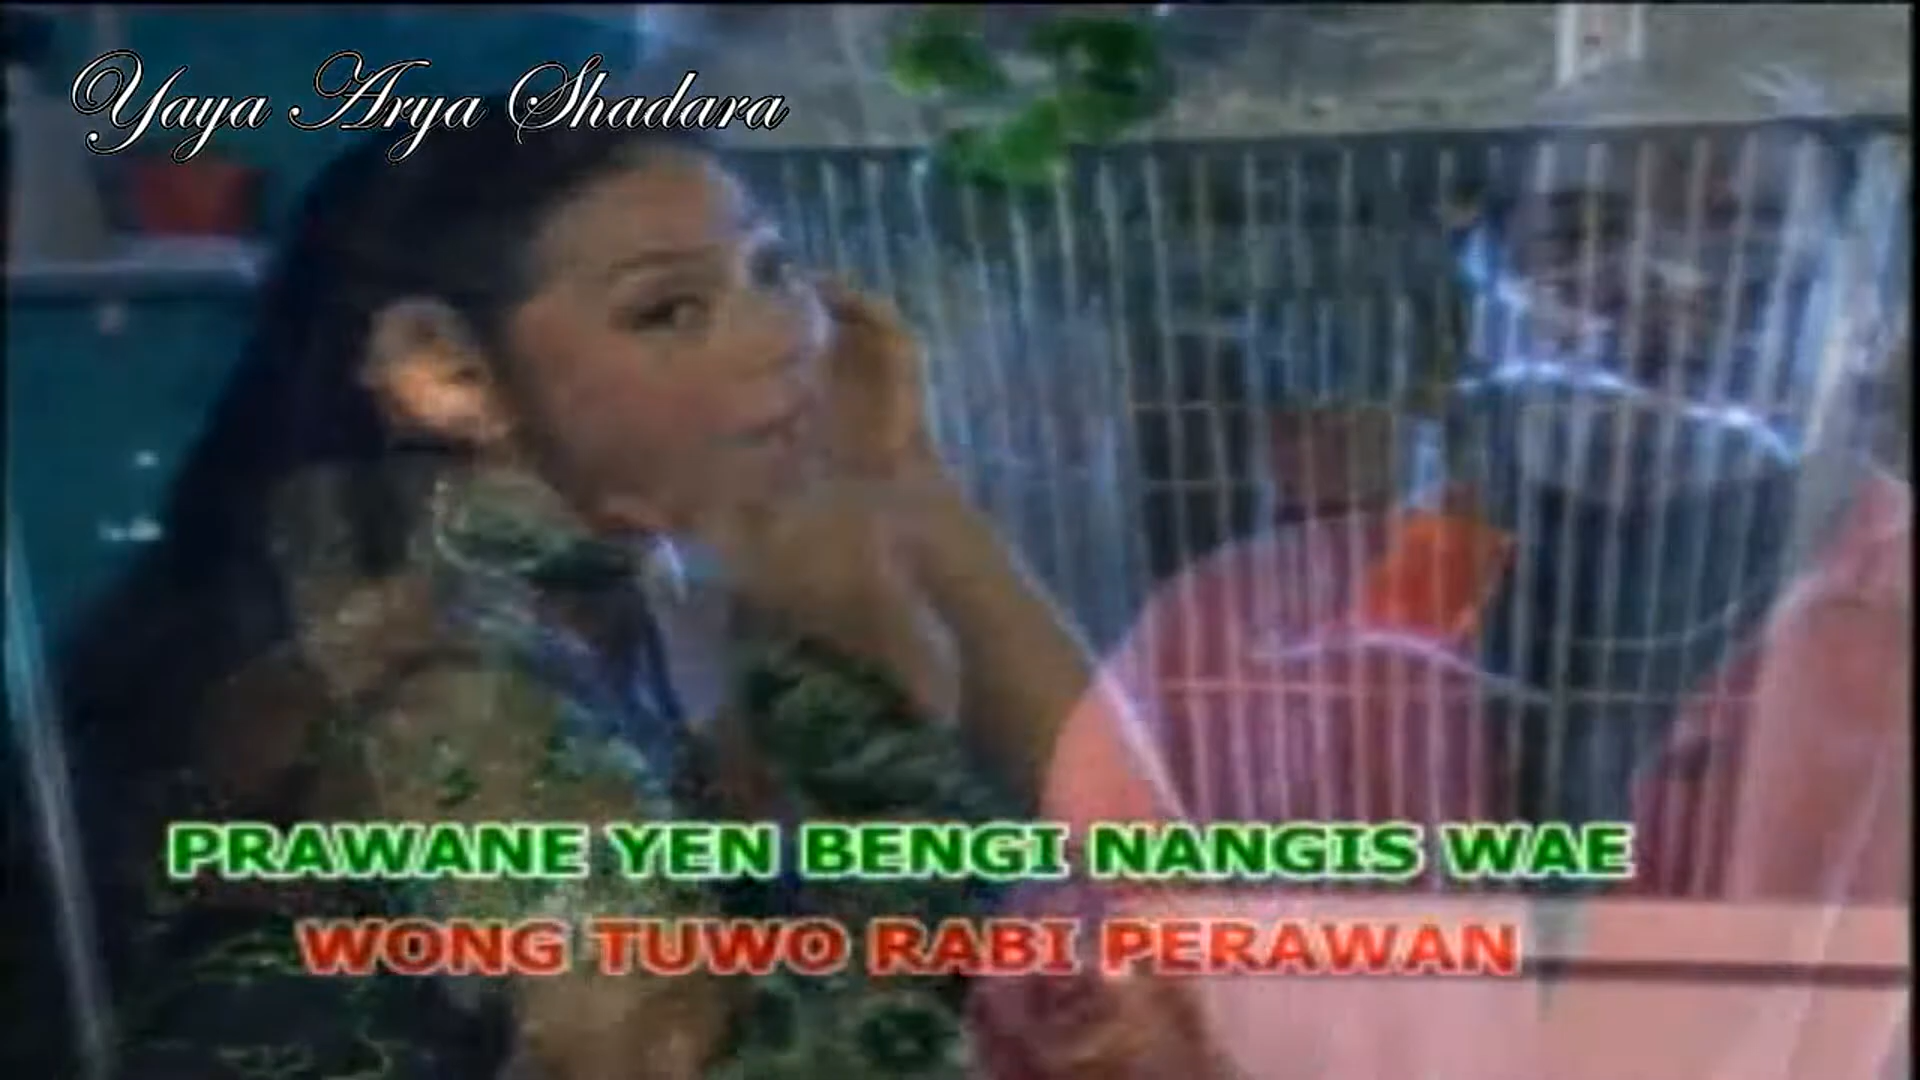 Yaya Arya Shadara
PRAWANE YEN BENGI NANGIS WAE
WONG TUWO RABI PERAWAN